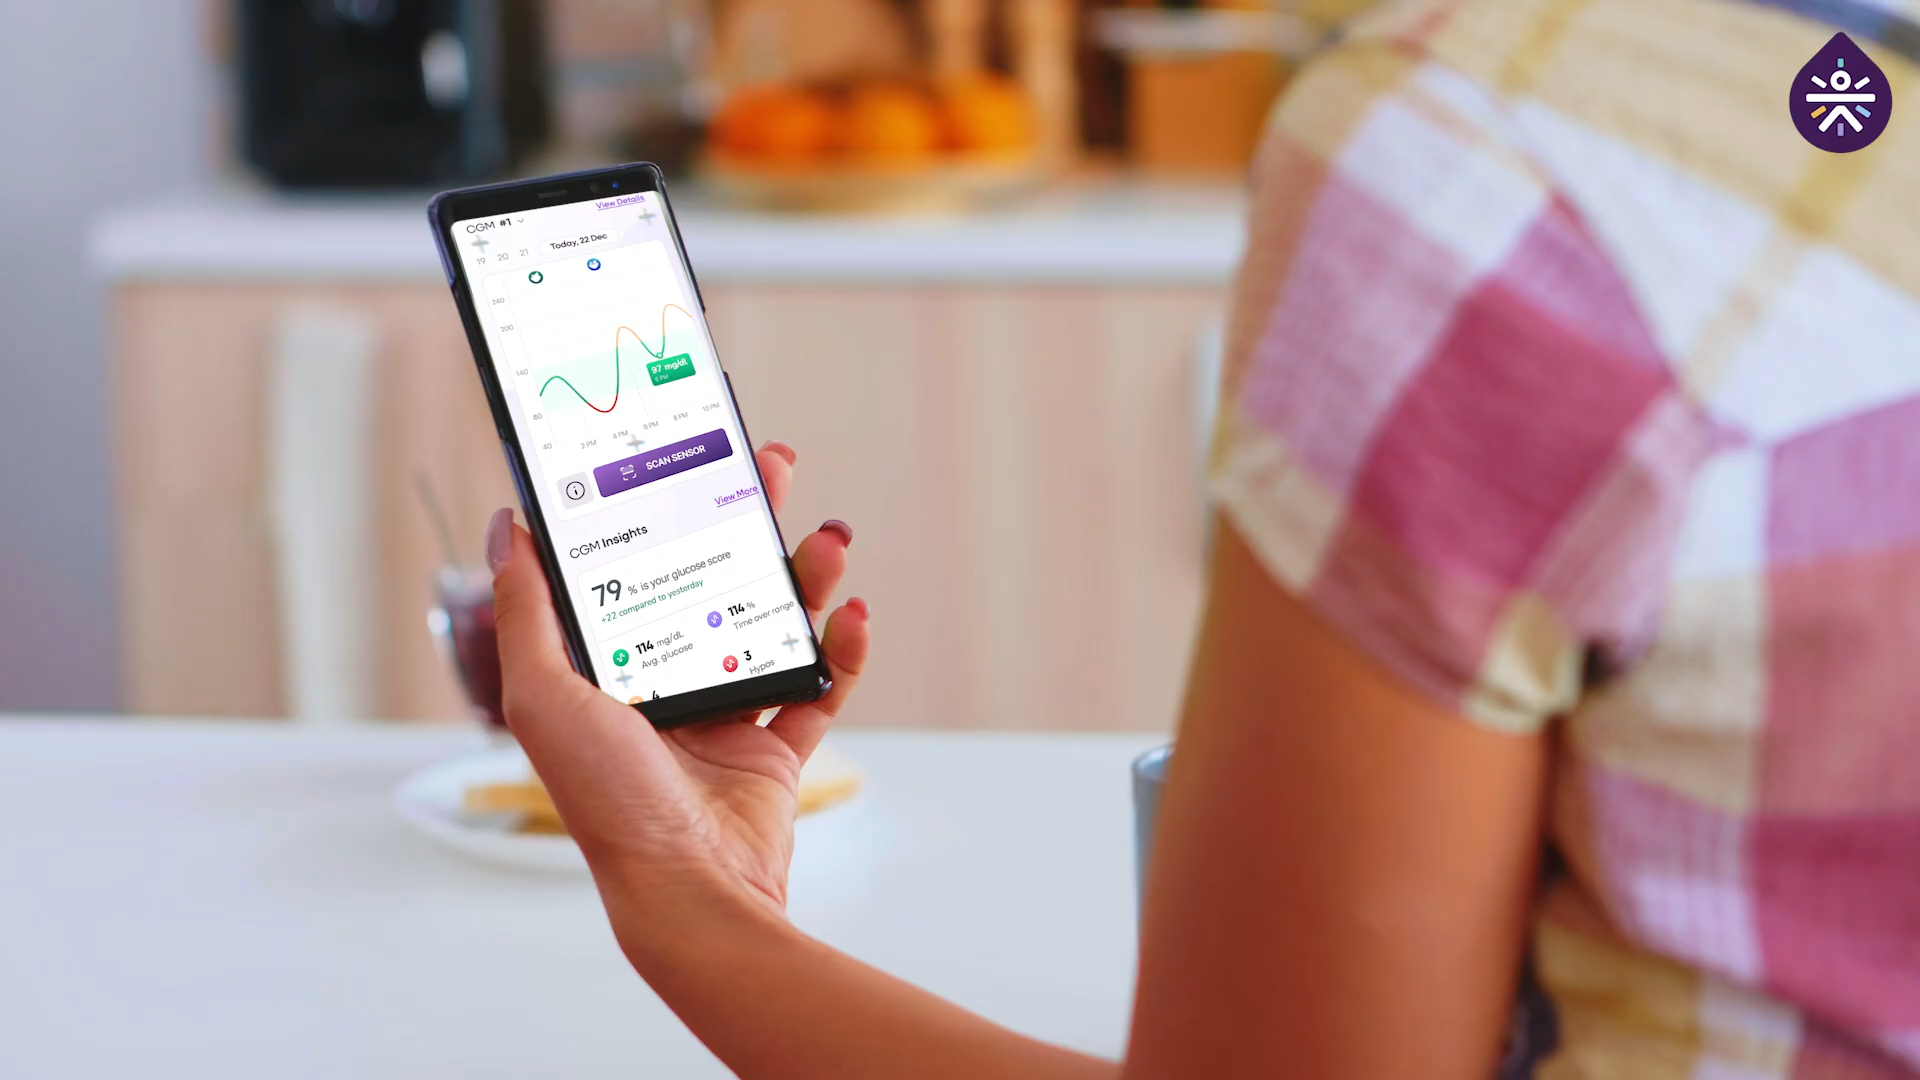 CGM #1
View Details
19 20 21 Today, 22 Dec
240
200
140
80
40
97 mg/dl
6 PM
2 PM 4 PM 6 PM 8 PM 10 PM
SCAN SENSOR
View More
CGM Insights
79 % is your glucose score
+22 compared to yesterday
114 mg/dL
Avg. glucose
114 %
Time over range
3
Hypos
4